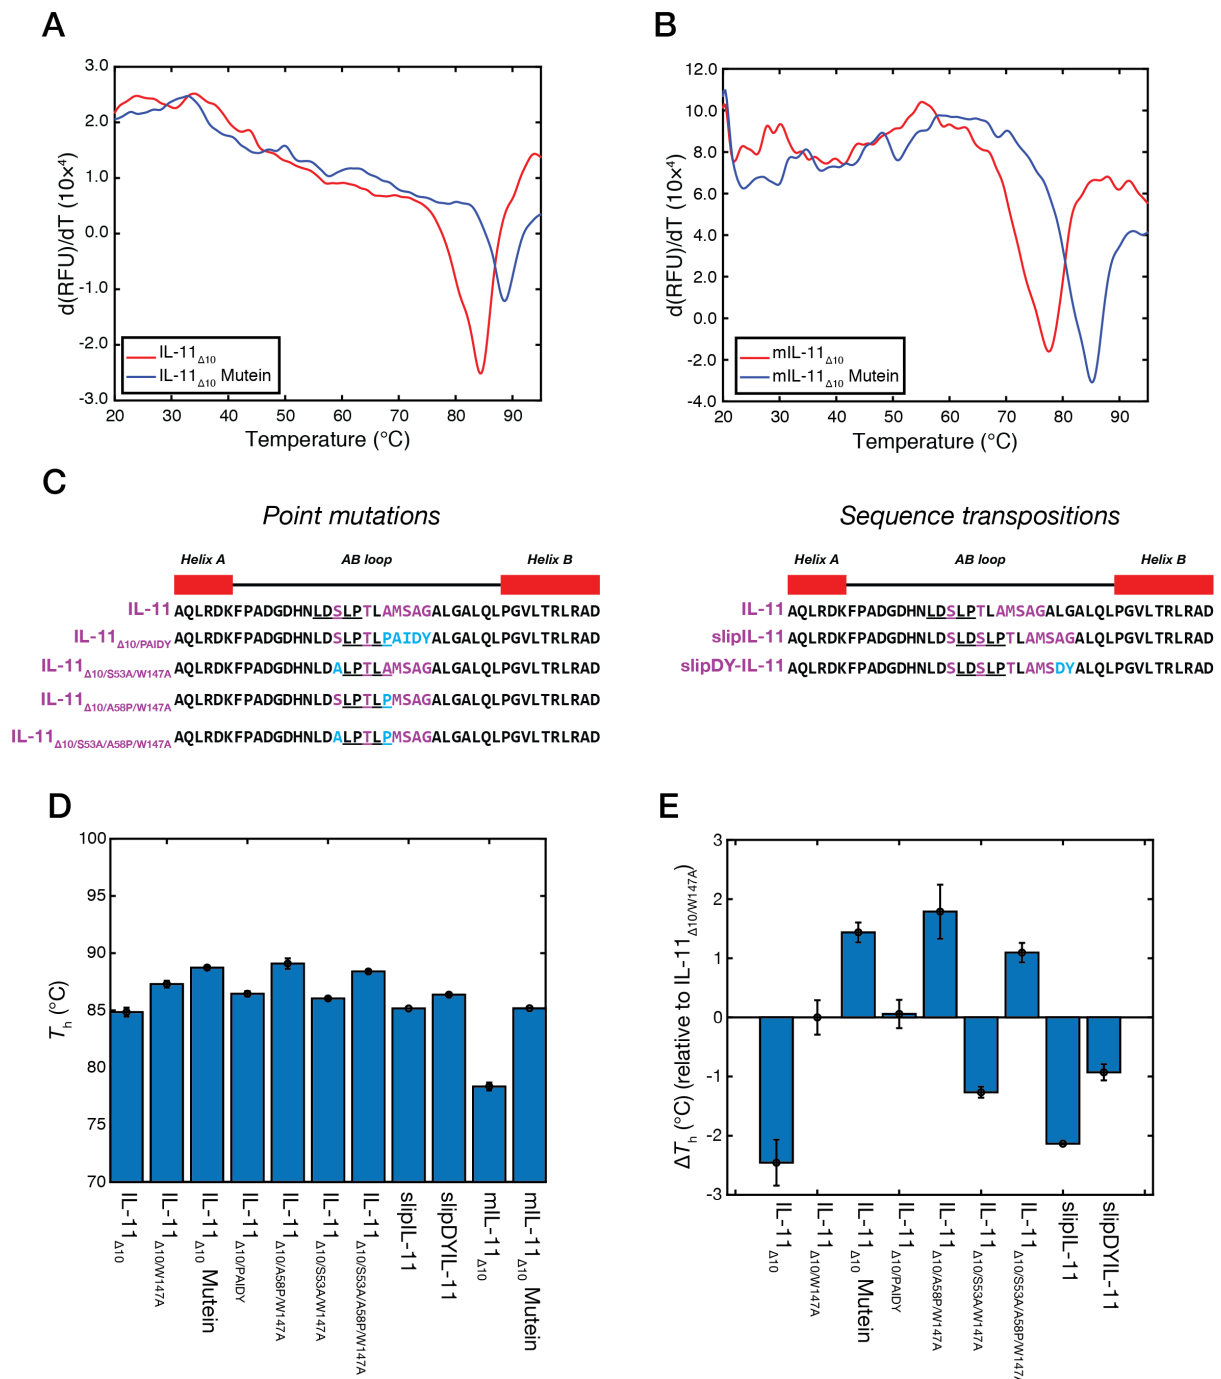 A
3.0
2.0
1.0
0.0
-1.0
-2.0
-3.0
d(RFU)/dT (10×⁴)
IL-11Δ10
IL-11Δ10 Mutein
20 30 40 50 60 70 80 90
Temperature (°C)
B
12.0
10.0
8.0
6.0
4.0
2.0
0.0
-2.0
-4.0
d(RFU)/dT (10×⁴)
mIL-11Δ10
mIL-11Δ10 Mutein
20 30 40 50 60 70 80 90
Temperature (°C)
C
Point mutations
Helix A AB loop Helix B
IL-11 AQLRDKFPADGDHNLDSLPTLAMSAGALGALQLPGVLTRLRAD
IL-11Δ10/PAIDY AQLRDKFPADGDHNLDSLPTLPAIDYALGALQLPGVLTRLRAD
IL-11Δ10/S53A/W147A AQLRDKFPADGDHNLDALPTLAMSAGALGALQLPGVLTRLRAD
IL-11Δ10/A58P/W147A AQLRDKFPADGDHNLDSLPTLPMSAGALGALQLPGVLTRLRAD
IL-11Δ10/S53A/A58P/W147A AQLRDKFPADGDHNLDALPTLPMSAGALGALQLPGVLTRLRAD
Sequence transpositions
Helix A AB loop Helix B
IL-11 AQLRDKFPADGDHNLDSLPTLAMSAGALGALQLPGVLTRLRAD
slipIL-11 AQLRDKFPADGDHNLDSLDSLPTLAMSAGALQLPGVLTRLRAD
slipDY-IL-11 AQLRDKFPADGDHNLDSLDSLPTLAMSDYALQLPGVLTRLRAD
D
100
95
90
85
80
75
70
Th (°C)
IL-11Δ10
IL-11Δ10/W147A
IL-11Δ10 Mutein
IL-11Δ10/PAIDY
IL-11Δ10/A58P/W147A
IL-11Δ10/S53A/W147A
IL-11Δ10/S53A/A58P/W147A
slipIL-11
slipDYIL-11
mIL-11Δ10
mIL-11Δ10 Mutein
E
3
2
1
0
-1
-2
-3
ΔTh (°C) (relative to IL-11Δ10/W147A)
IL-11Δ10
IL-11Δ10/W147A
IL-11Δ10 Mutein
IL-11Δ10/PAIDY
IL-11Δ10/A58P/W147A
IL-11Δ10/S53A/W147A
IL-11Δ10/S53A/A58P/W147A
slipIL-11
slipDYIL-11